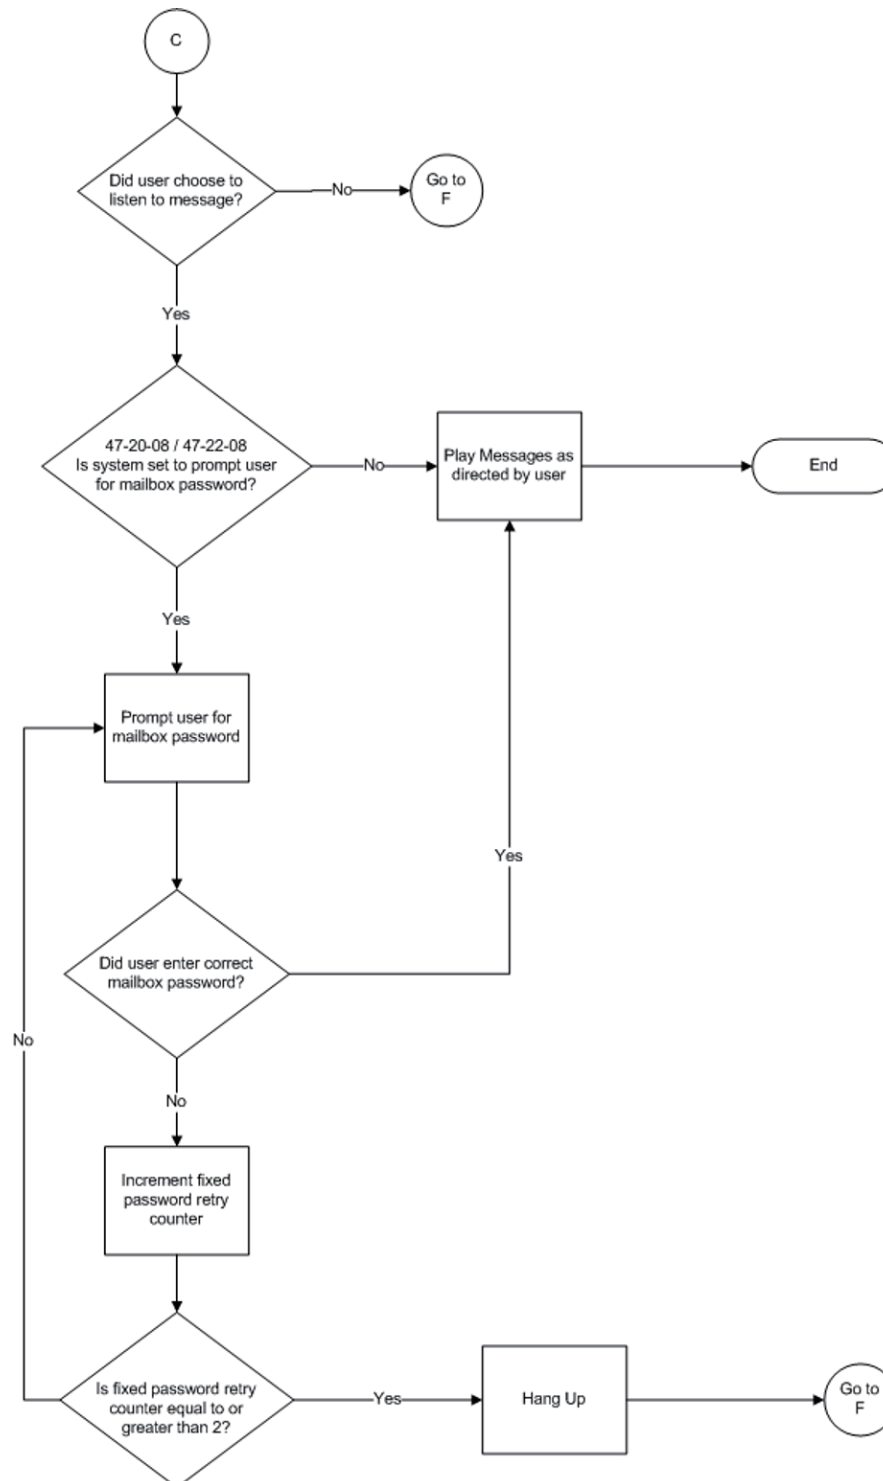 C
Did user choose to
listen to message?
No
Go to
F
Yes
47-20-08 / 47-22-08
Is system set to prompt user
for mailbox password?
No
Play Messages as
directed by user
End
Yes
Prompt user for
mailbox password
Yes
Did user enter correct
mailbox password?
No
No
Increment fixed
password retry
counter
Is fixed password retry
counter equal to or
greater than 2?
Yes
Hang Up
Go to
F